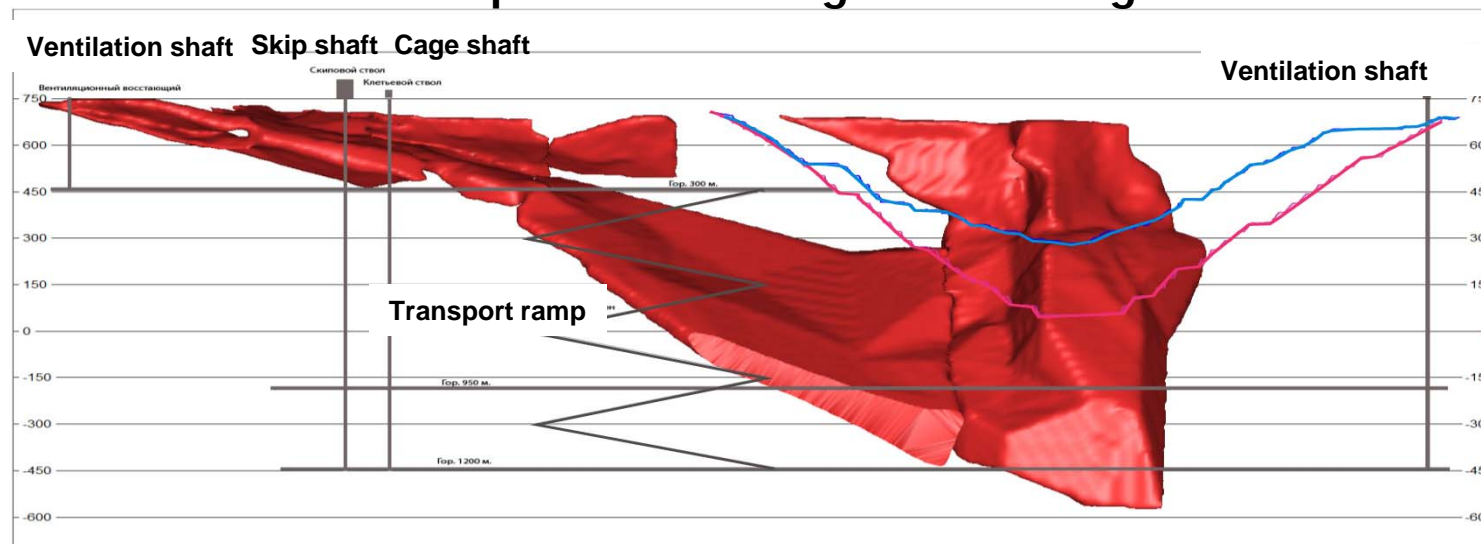 Ventilation shaft Skip shaft Cage shaft
Ventilation shaft
Скиповой ствол
Клетьевой ствол
Вентиляционный восстающий
750
600
450
300
150
0
-150
-300
-450
-600
Гор. 300 м.
Transport ramp
Гор. 950 м.
Гор. 1200 м.